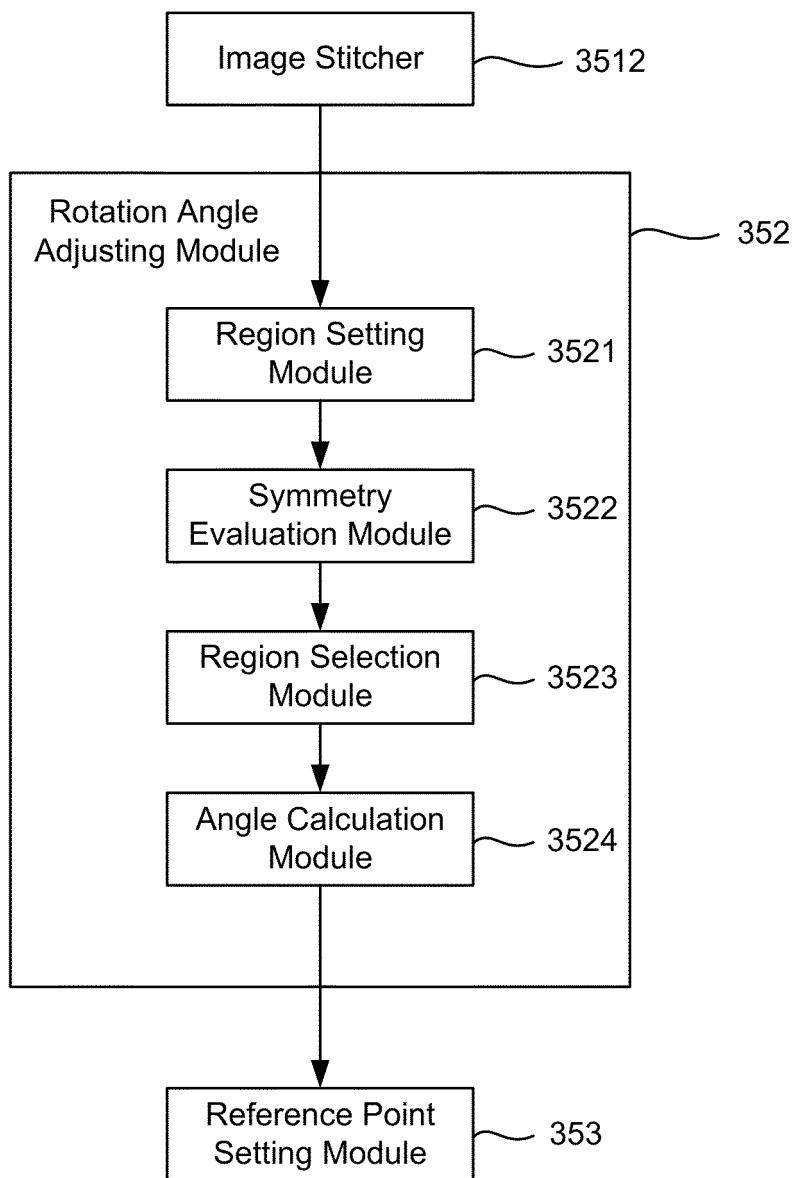 Image Stitcher
3512
Rotation Angle
Adjusting Module
352
Region Setting
Module
3521
Symmetry
Evaluation Module
3522
Region Selection
Module
3523
Angle Calculation
Module
3524
Reference Point
Setting Module
353